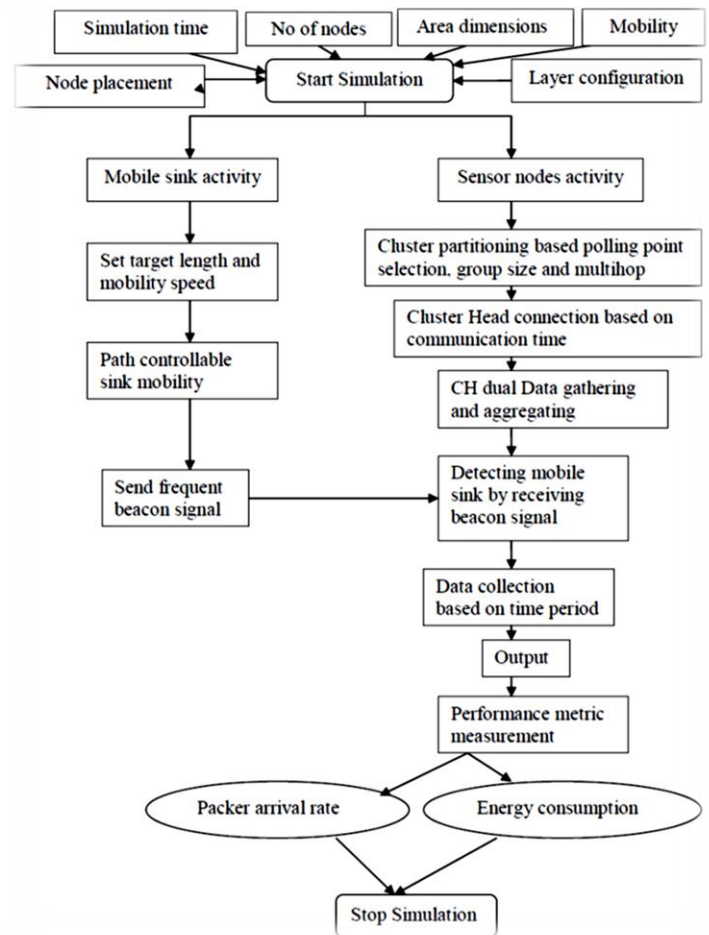 Simulation time
No of nodes
Area dimensions
Mobility
Node placement
Start Simulation
Layer configuration
Mobile sink activity
Sensor nodes activity
Set target length and
mobility speed
Cluster partitioning based polling point
selection, group size and multihop
Cluster Head connection based on
communication time
Path controllable
sink mobility
CH dual Data gathering
and aggregating
Send frequent
beacon signal
Detecting mobile
sink by receiving
beacon signal
Data collection
based on time period
Output
Performance metric
measurement
Packer arrival rate
Energy consumption
Stop Simulation